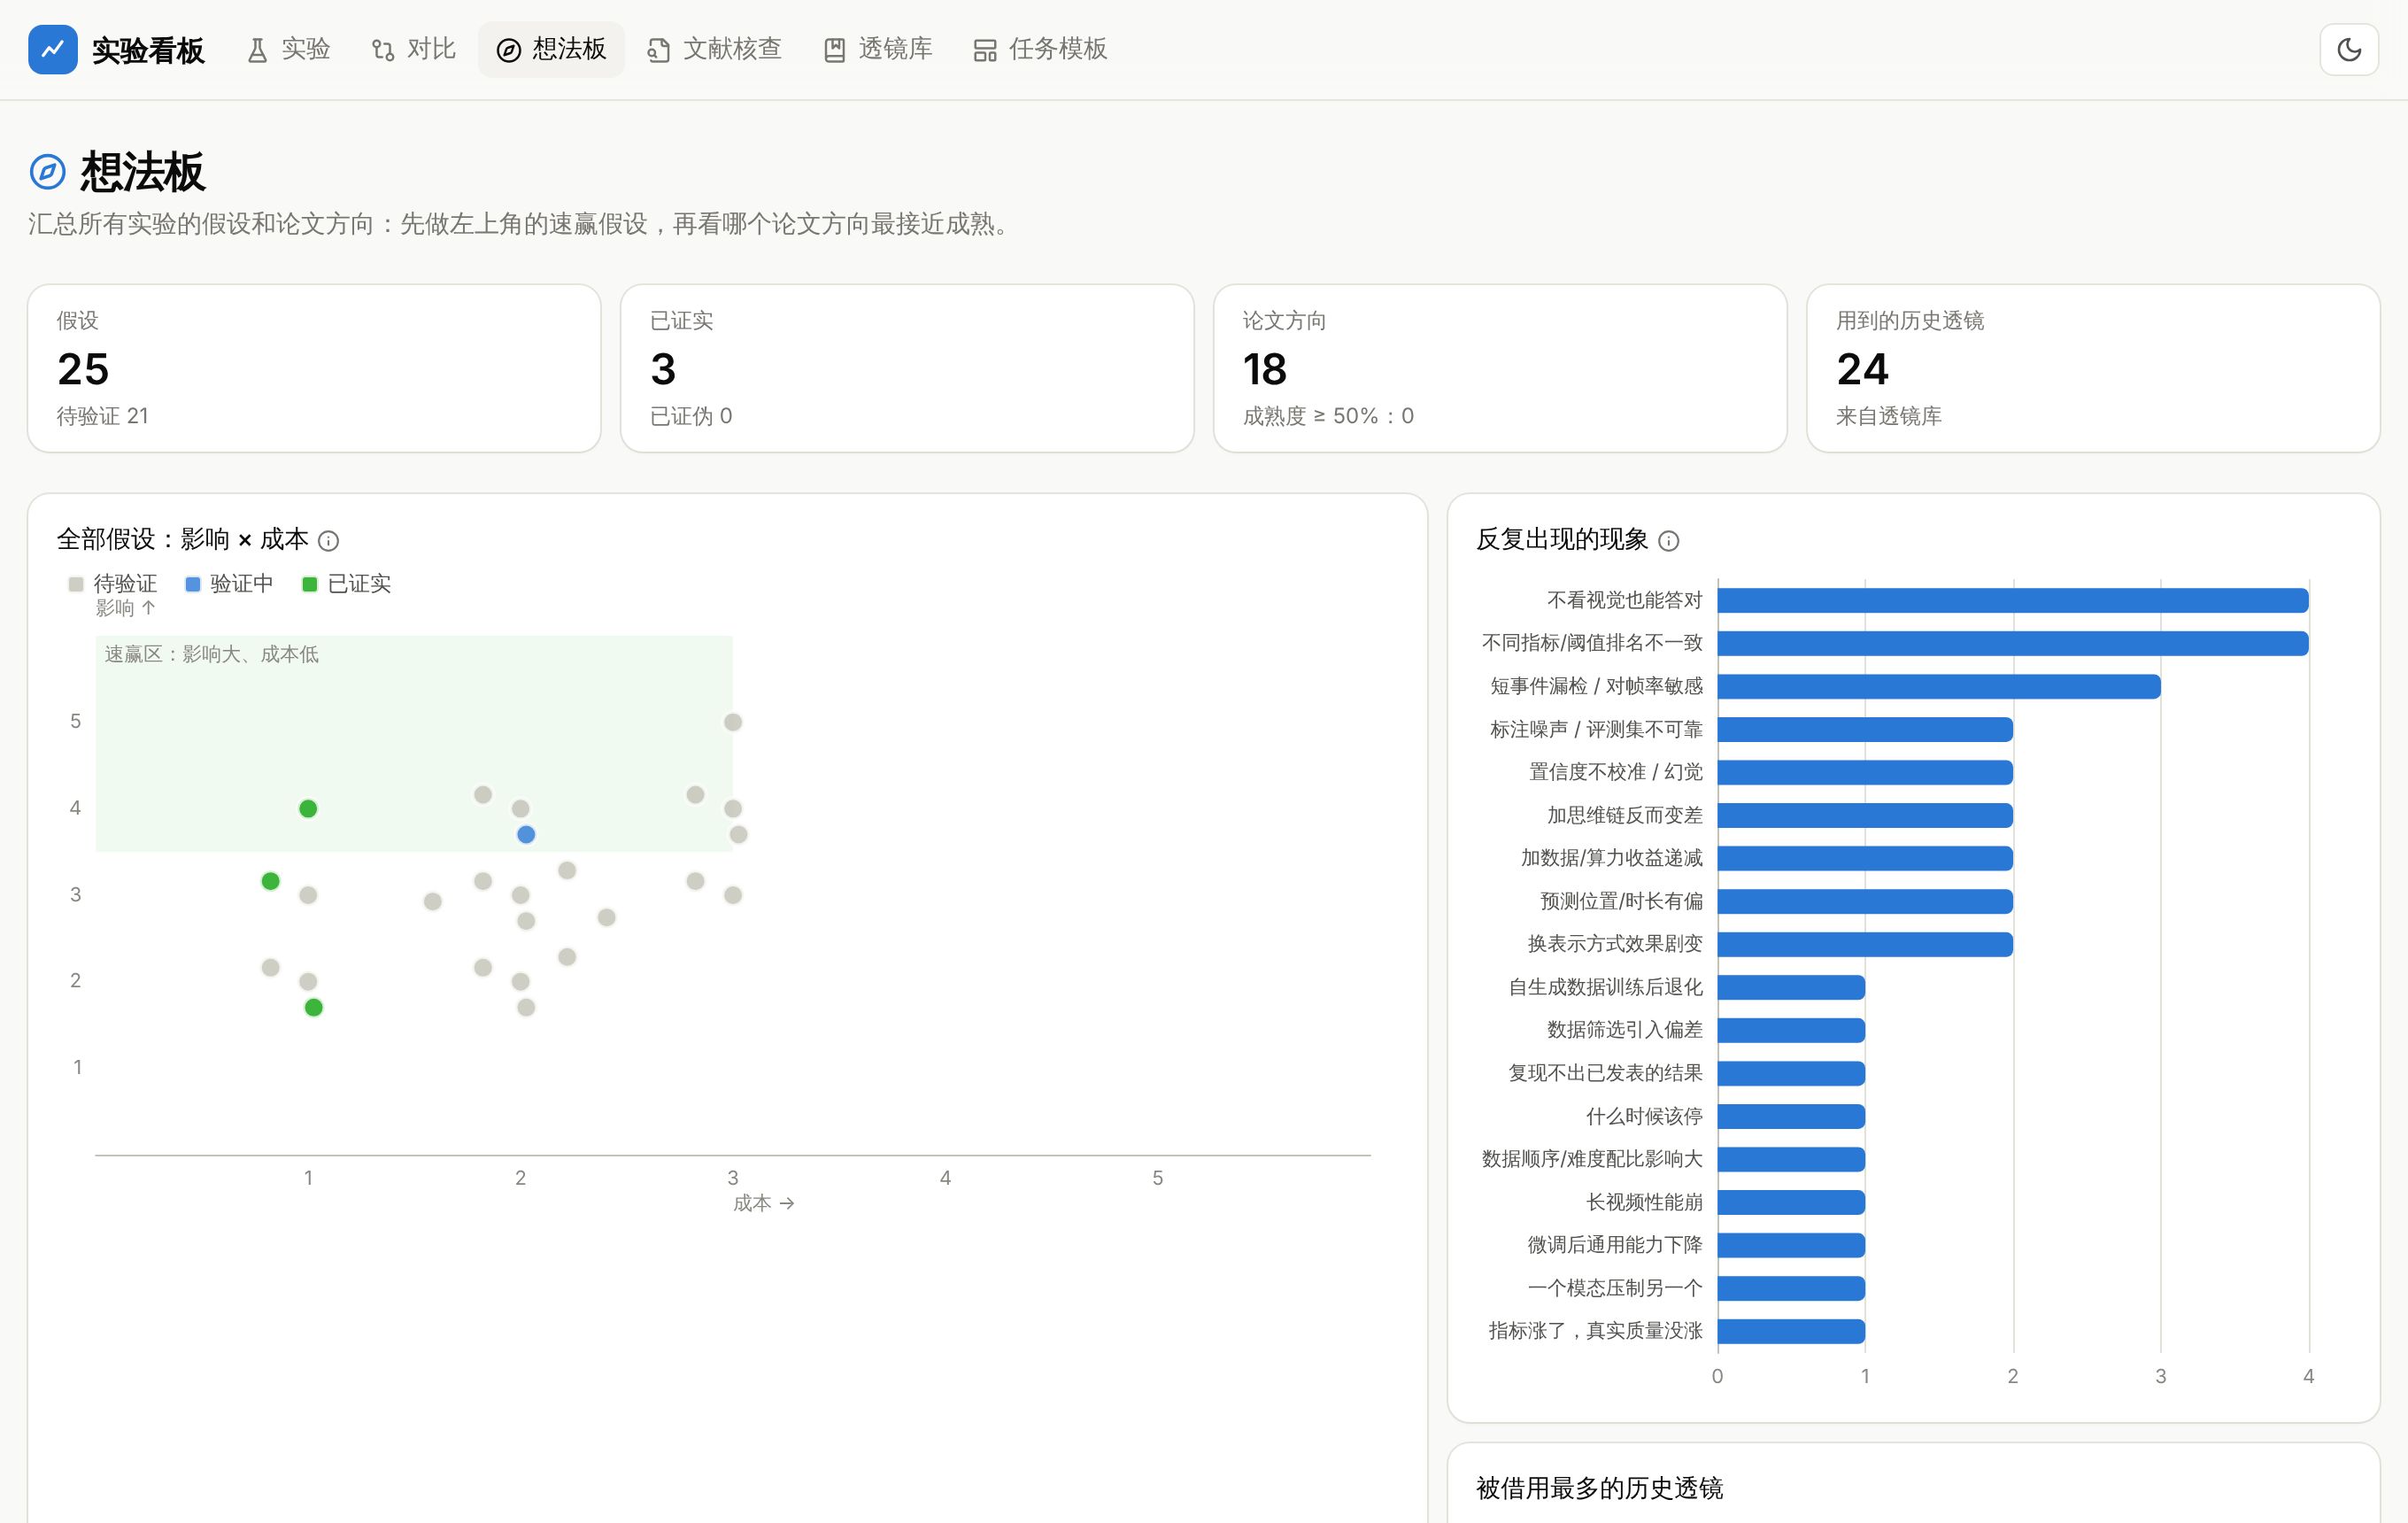 实验看板
实验
对比
想法板
文献核查
透镜库
任务模板
想法板
汇总所有实验的假设和论文方向：先做左上角的速赢假设，再看哪个论文方向最接近成熟。
假设
25
待验证 21
已证实
3
已证伪 0
论文方向
18
成熟度 ≥ 50%：0
用到的历史透镜
24
来自透镜库
全部假设：影响 × 成本
待验证
验证中
已证实
影响 ↑
速赢区：影响大、成本低
5
4
3
2
1
1
2
3
4
5
成本 →
反复出现的现象
不看视觉也能答对
不同指标/阈值排名不一致
短事件漏检 / 对帧率敏感
标注噪声 / 评测集不可靠
置信度不校准 / 幻觉
加思维链反而变差
加数据/算力收益递减
预测位置/时长有偏
换表示方式效果剧变
自生成数据训练后退化
数据筛选引入偏差
复现不出已发表的结果
什么时候该停
数据顺序/难度配比影响大
长视频性能崩
微调后通用能力下降
一个模态压制另一个
指标涨了，真实质量没涨
0
1
2
3
4
被借用最多的历史透镜